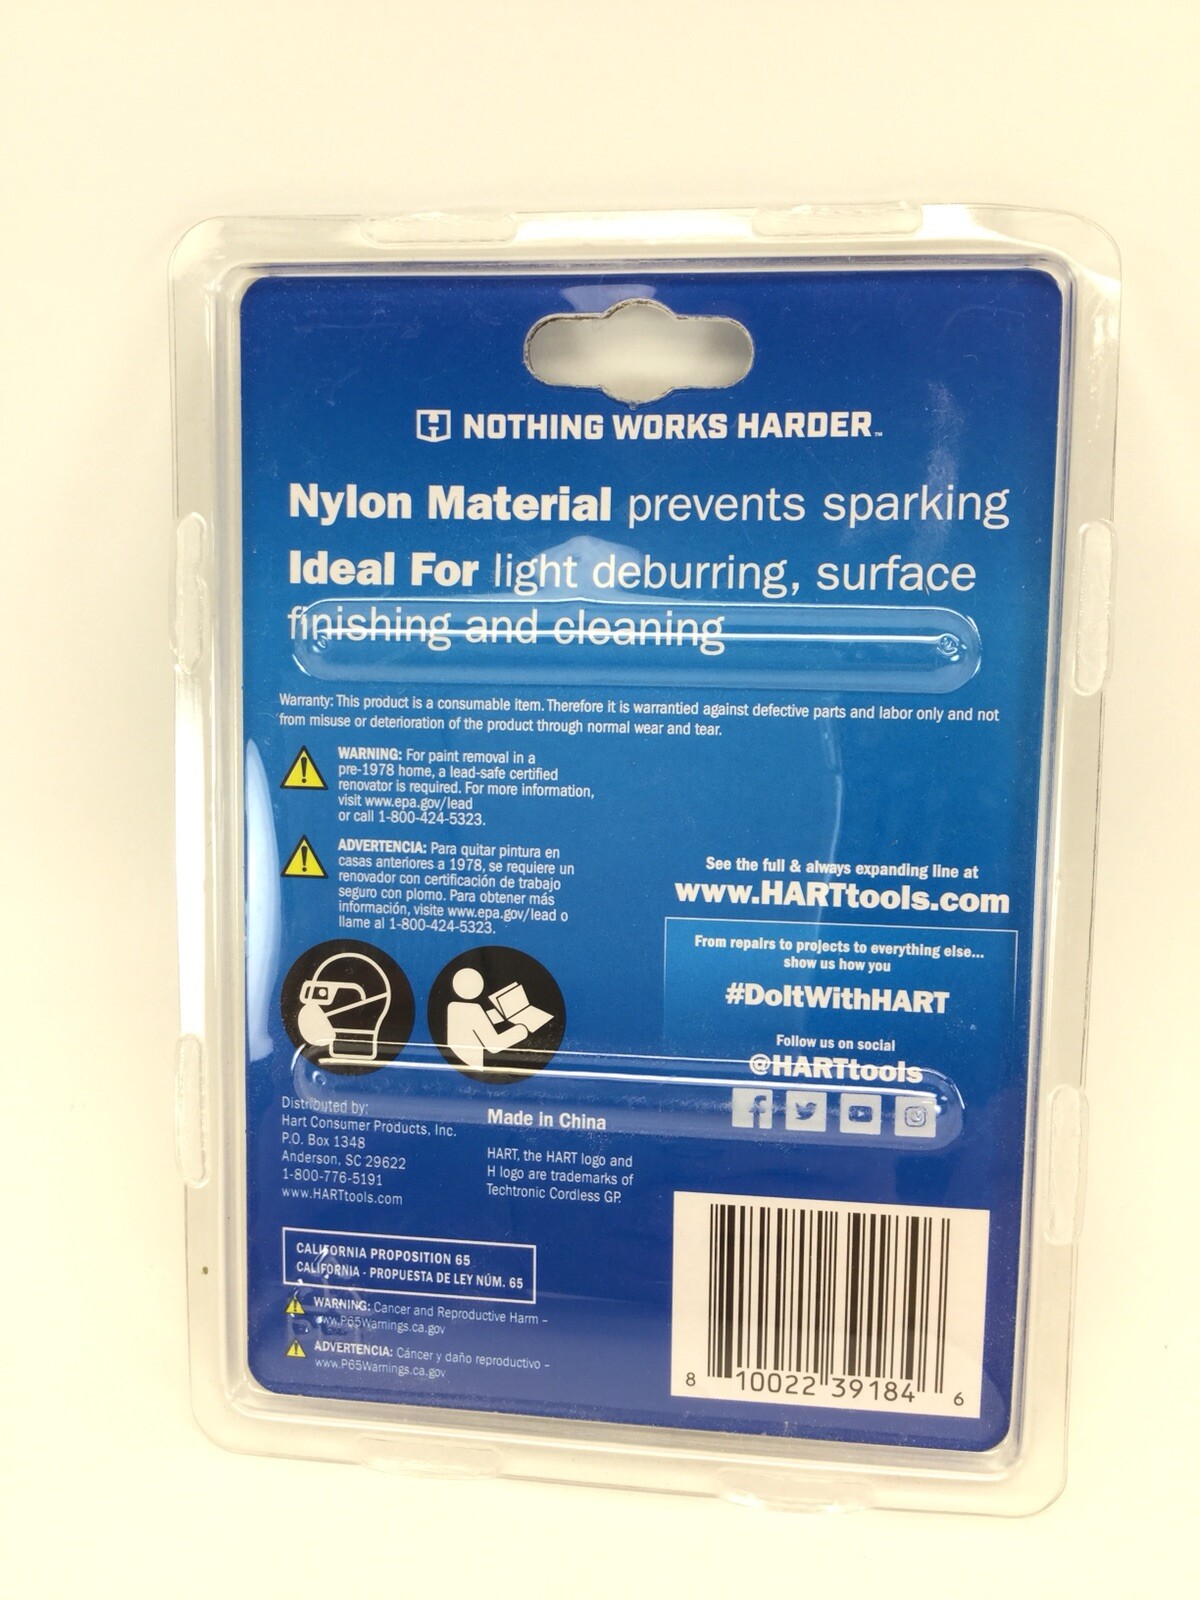 NOTHING WORKS HARDER™
Nylon Material prevents sparking
Ideal For light deburring, surface
finishing and cleaning
Warranty: This product is a consumable item. Therefore it is warrantied against defective parts and labor only and not
from misuse or deterioration of the product through normal wear and tear.
WARNING: For paint removal in a
pre-1978 home, a lead-safe certified
renovator is required. For more information,
visit www.epa.gov/lead
or call 1-800-424-5323.
ADVERTENCIA: Para quitar pintura en
casas anteriores a 1978, se requiere un
renovador con certificación de trabajo
seguro con plomo. Para obtener más
información, visite www.epa.gov/lead o
llame al 1-800-424-5323.
See the full & always expanding line at
www.HARTtools.com
From repairs to projects to everything else...
show us how you
#DoItWithHART
Follow us on social
@HARTtools
Distributed by:
Hart Consumer Products, Inc.
P.O. Box 1348
Anderson, SC 29622
1-800-776-5191
www.HARTtools.com
Made in China
HART, the HART logo and
H logo are trademarks of
Techtronic Cordless GP.
CALIFORNIA PROPOSITION 65
CALIFORNIA - PROPUESTA DE LEY NÚM. 65
WARNING: Cancer and Reproductive Harm –
www.P65Warnings.ca.gov
ADVERTENCIA: Cáncer y daño reproductivo –
www.P65Warnings.ca.gov
8 10022 39184 6